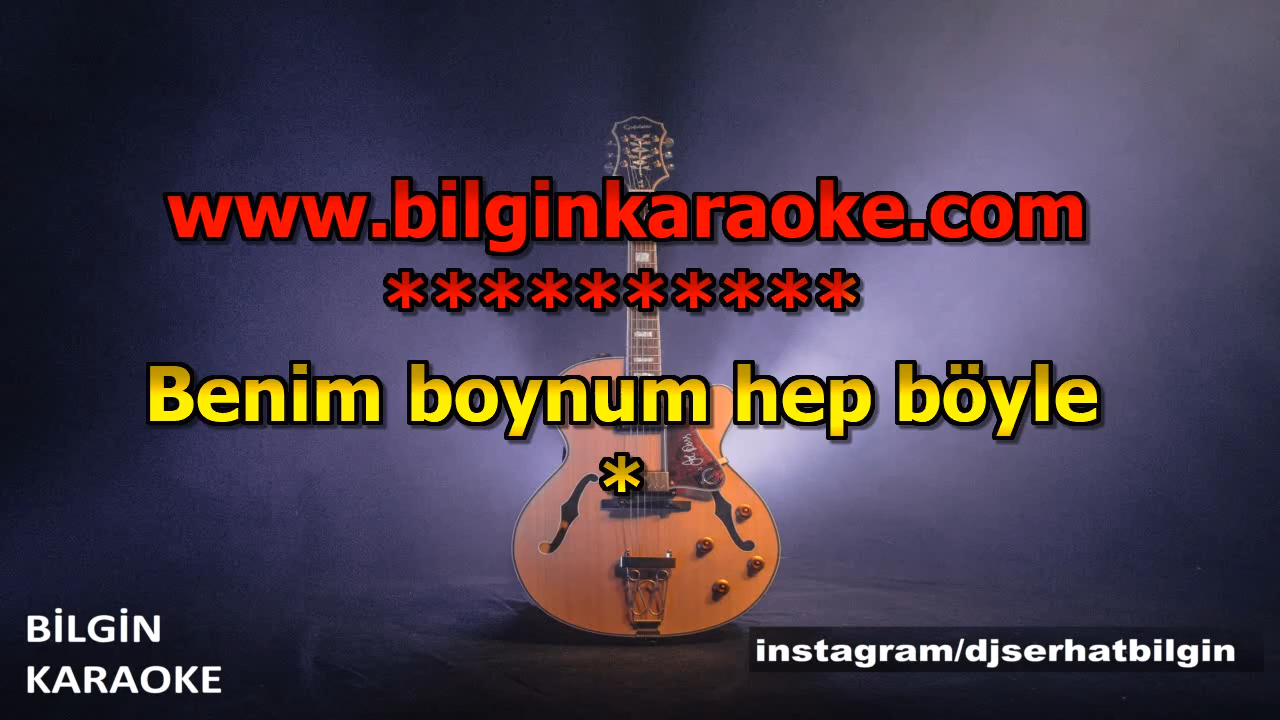 www.bilginkaraoke.com
**********
Benim boynum hep böyle
*
BİLGİN
KARAOKE
instagram/djserhatbilgin